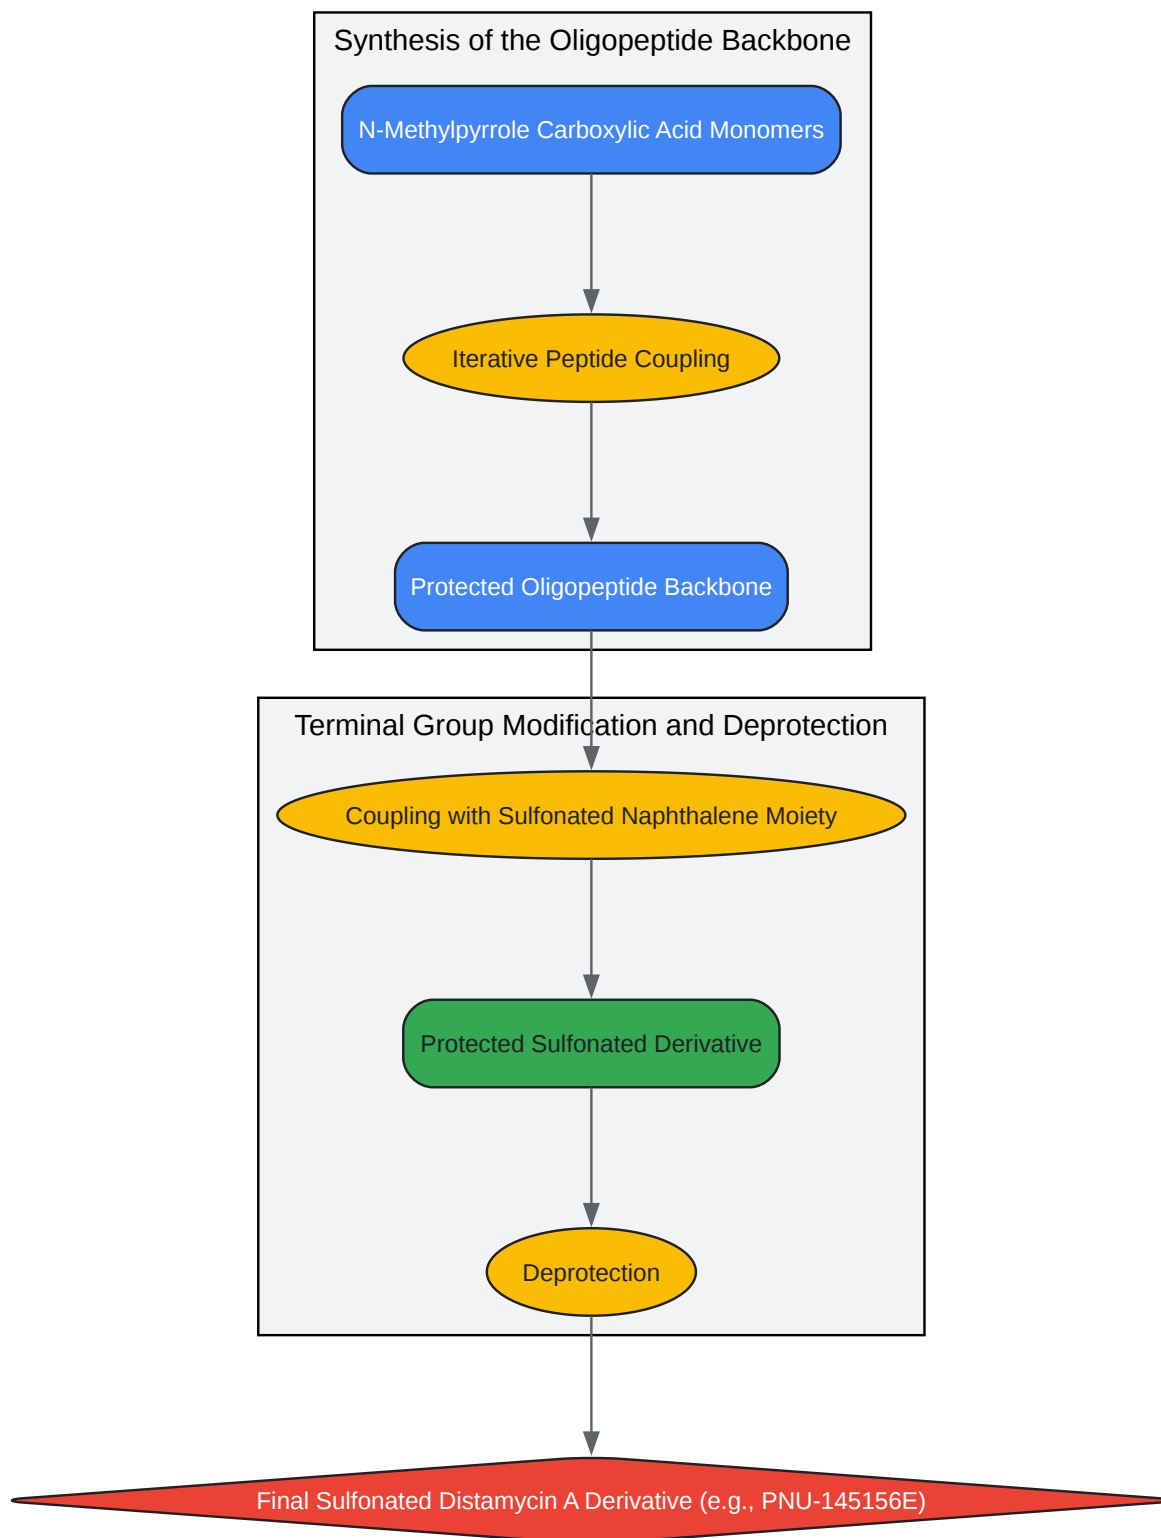 Synthesis of the Oligopeptide Backbone
N-Methylpyrrole Carboxylic Acid Monomers
Iterative Peptide Coupling
Protected Oligopeptide Backbone
Terminal Group Modification and Deprotection
Coupling with Sulfonated Naphthalene Moiety
Protected Sulfonated Derivative
Deprotection
Final Sulfonated Distamycin A Derivative (e.g., PNU-145156E)